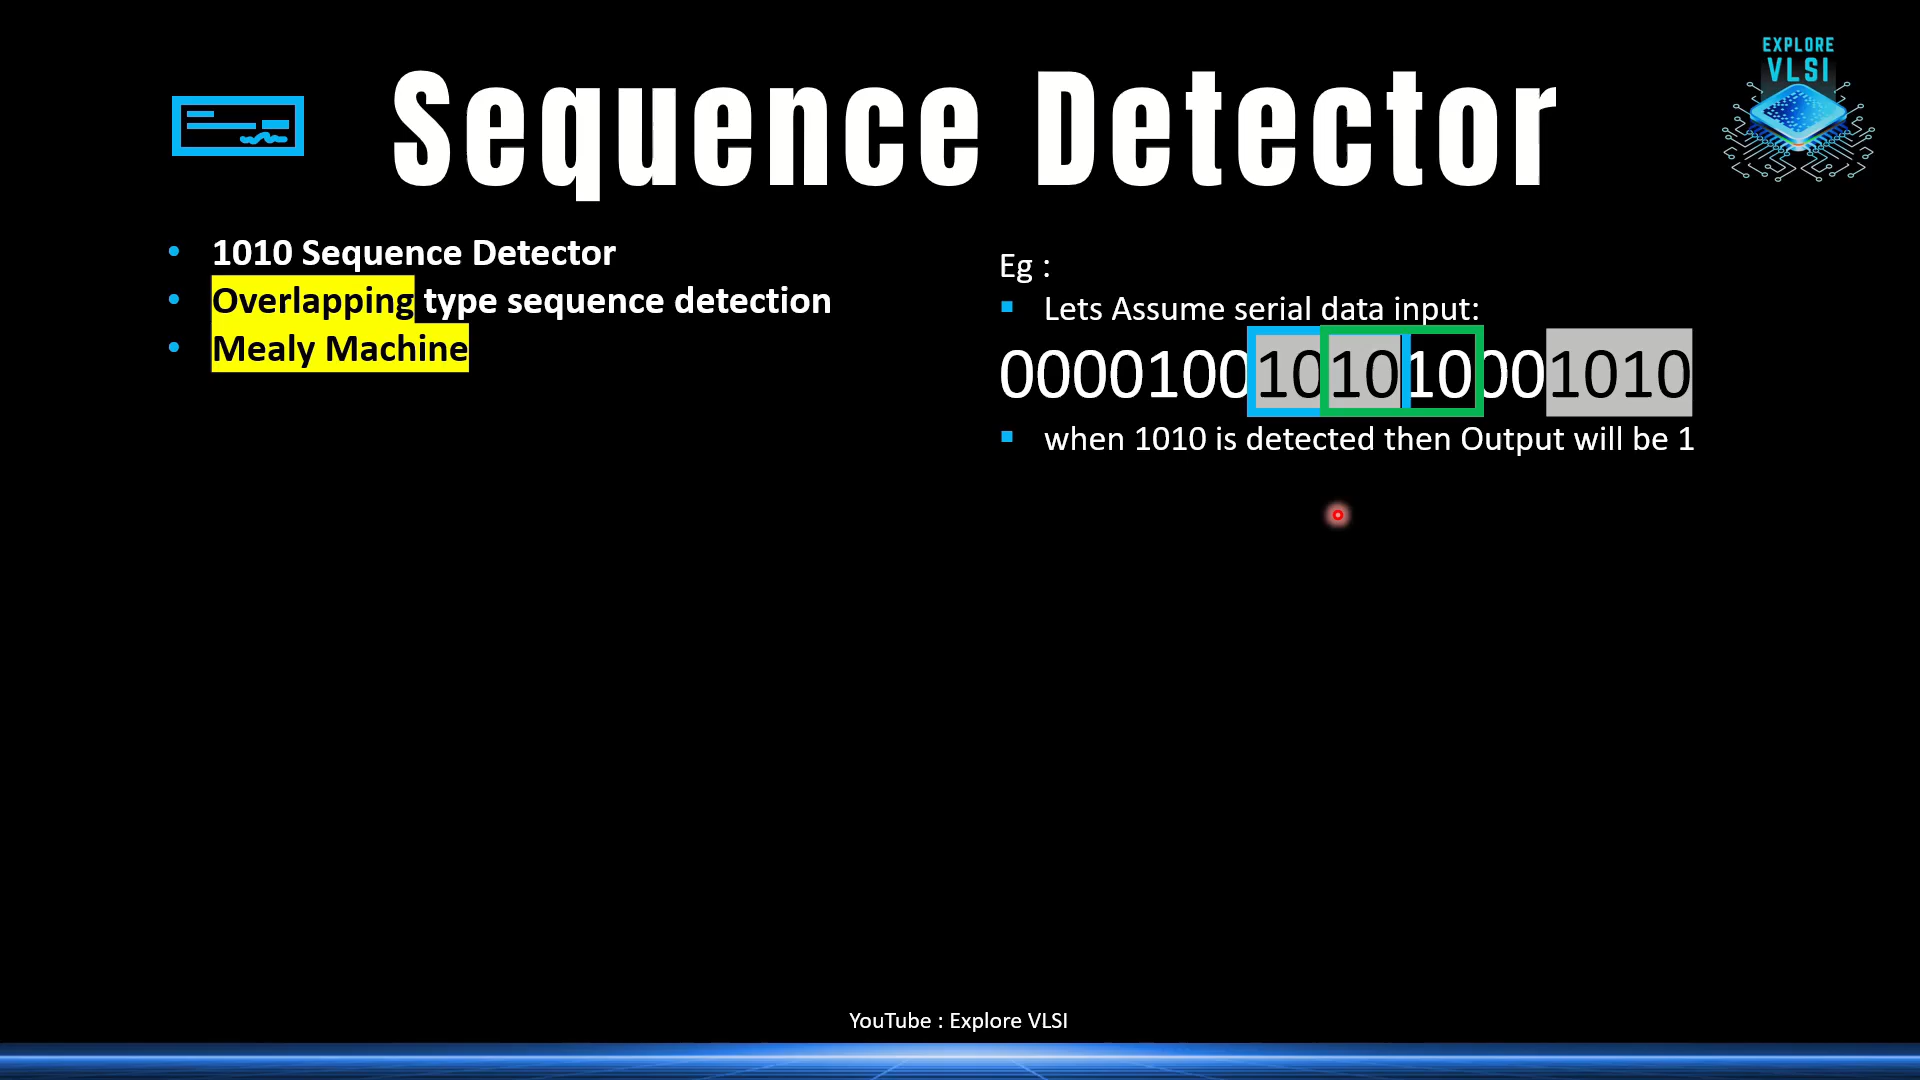 EXPLORE
VLSI
Sequence Detector
• 1010 Sequence Detector
• Overlapping type sequence detection
• Mealy Machine
Eg :
▪ Lets Assume serial data input:
0000100101010001010
▪ when 1010 is detected then Output will be 1
YouTube : Explore VLSI